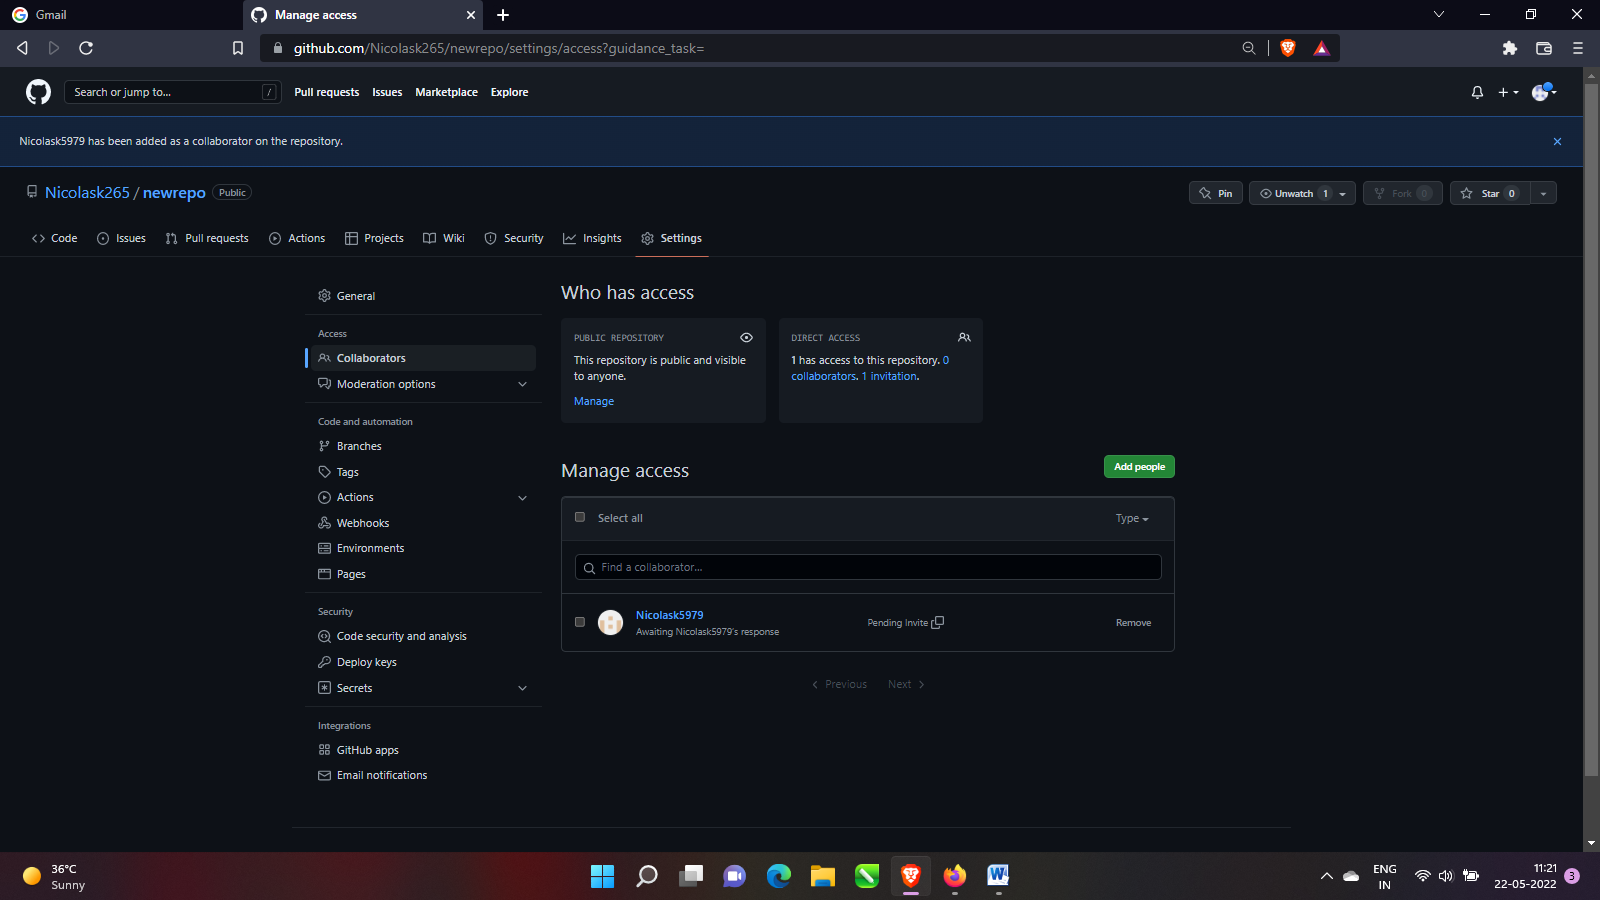 Gmail
Manage access
github.com/Nicolask265/newrepo/settings/access?guidance_task=
Search or jump to...
/
Pull requests
Issues
Marketplace
Explore
Nicolask5979 has been added as a collaborator on the repository.
Nicolask265 / newrepo
Public
Pin
Unwatch 1
Fork 0
Star 0
Code
Issues
Pull requests
Actions
Projects
Wiki
Security
Insights
Settings
General
Access
Collaborators
Moderation options
Code and automation
Branches
Tags
Actions
Webhooks
Environments
Pages
Security
Code security and analysis
Deploy keys
Secrets
Integrations
GitHub apps
Email notifications
Who has access
PUBLIC REPOSITORY
This repository is public and visible
to anyone.
Manage
DIRECT ACCESS
1 has access to this repository. 0
collaborators. 1 invitation.
Manage access
Add people
Select all
Type
Find a collaborator...
Nicolask5979
Awaiting Nicolask5979's response
Pending Invite
Remove
Previous
Next
36°C
Sunny
ENG
IN
11:21
22-05-2022
3